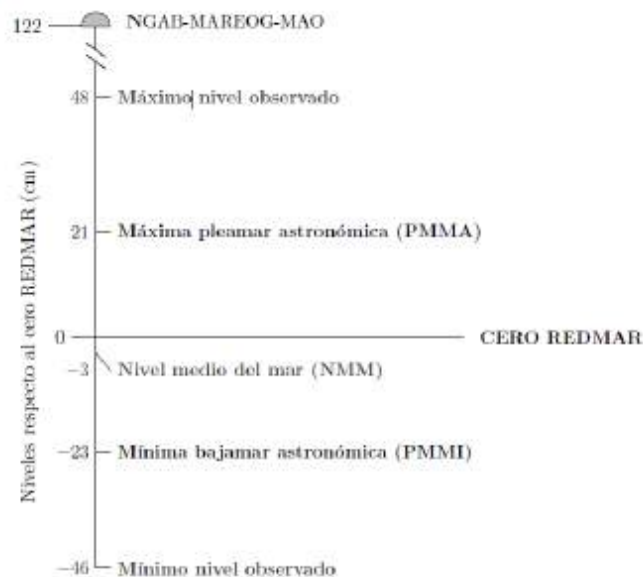 122 NGAB-MAREOG-MAO
48 Máximo nivel observado
21 Máxima pleamar astronómica (PMMA)
0 CERO REDMAR
−3 Nivel medio del mar (NMM)
−23 Mínima bajamar astronómica (PMMI)
−46 Mínimo nivel observado
Niveles respecto al cero REDMAR (cm)